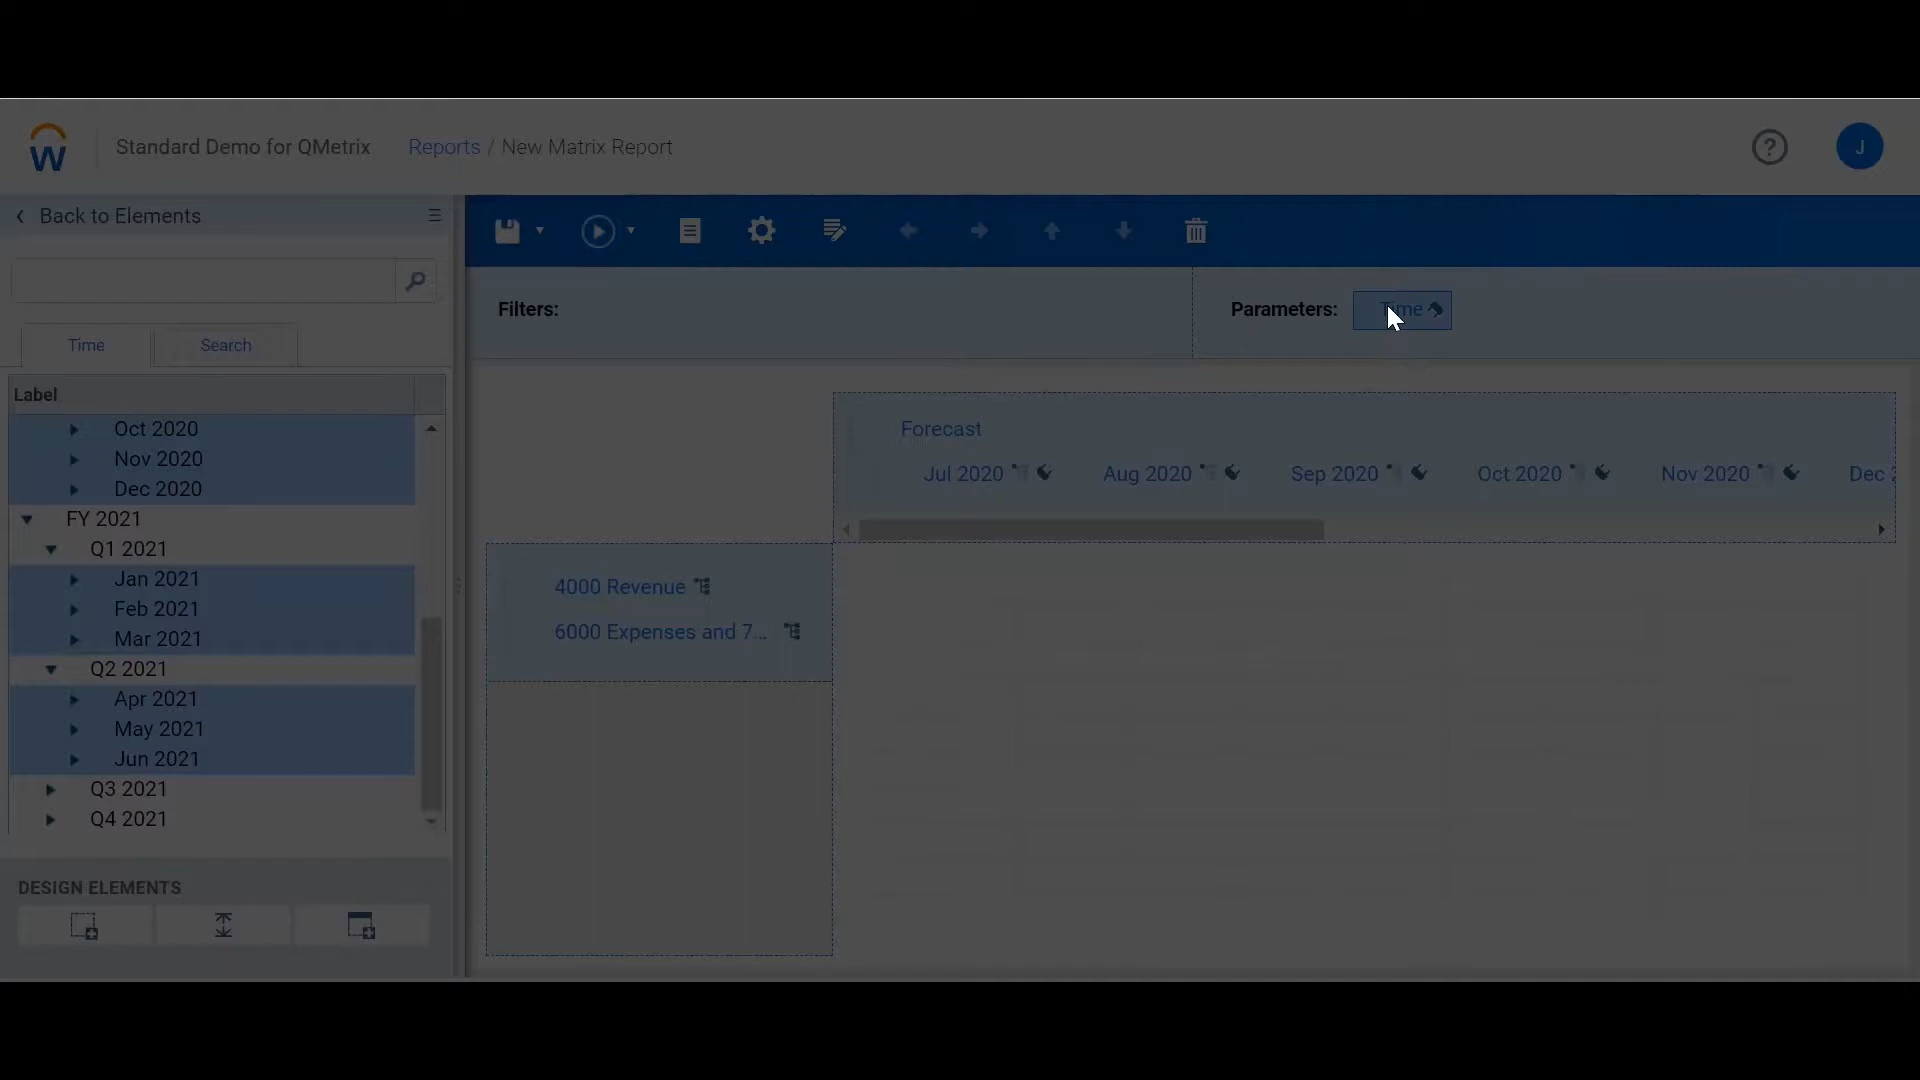 W
Standard Demo for QMetrix Reports / New Matrix Report ? J
Back to Elements
Filters: Parameters: Time
Time Search
Label
Oct 2020
Nov 2020
Dec 2020
FY 2021
Q1 2021
Jan 2021
Feb 2021
Mar 2021
Q2 2021
Apr 2021
May 2021
Jun 2021
Q3 2021
Q4 2021
DESIGN ELEMENTS
Forecast
Jul 2020 Aug 2020 Sep 2020 Oct 2020 Nov 2020 Dec
4000 Revenue
6000 Expenses and 7...